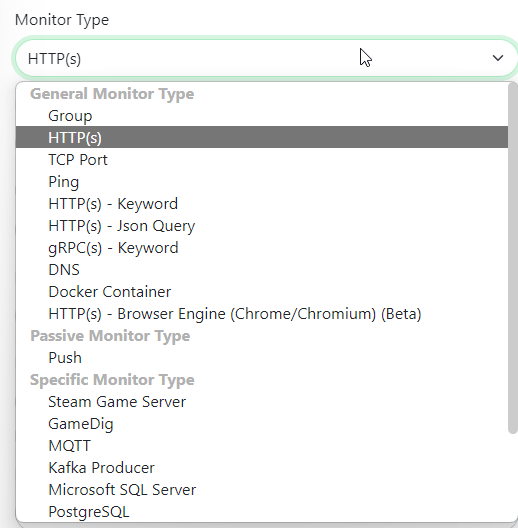 Monitor Type
HTTP(s)
General Monitor Type
Group
HTTP(s)
TCP Port
Ping
HTTP(s) - Keyword
HTTP(s) - Json Query
gRPC(s) - Keyword
DNS
Docker Container
HTTP(s) - Browser Engine (Chrome/Chromium) (Beta)
Passive Monitor Type
Push
Specific Monitor Type
Steam Game Server
GameDig
MQTT
Kafka Producer
Microsoft SQL Server
PostgreSQL